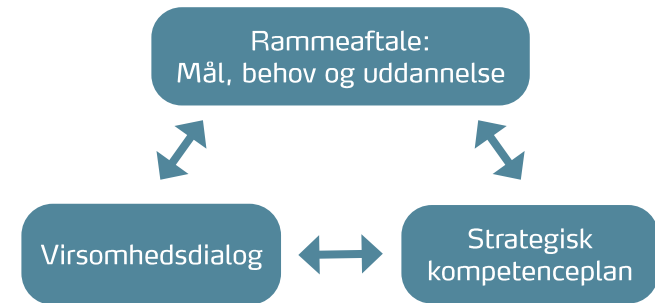 Rammeaftale:
Mål, behov og uddannelse
Virsomhedsdialog
Strategisk
kompetenceplan